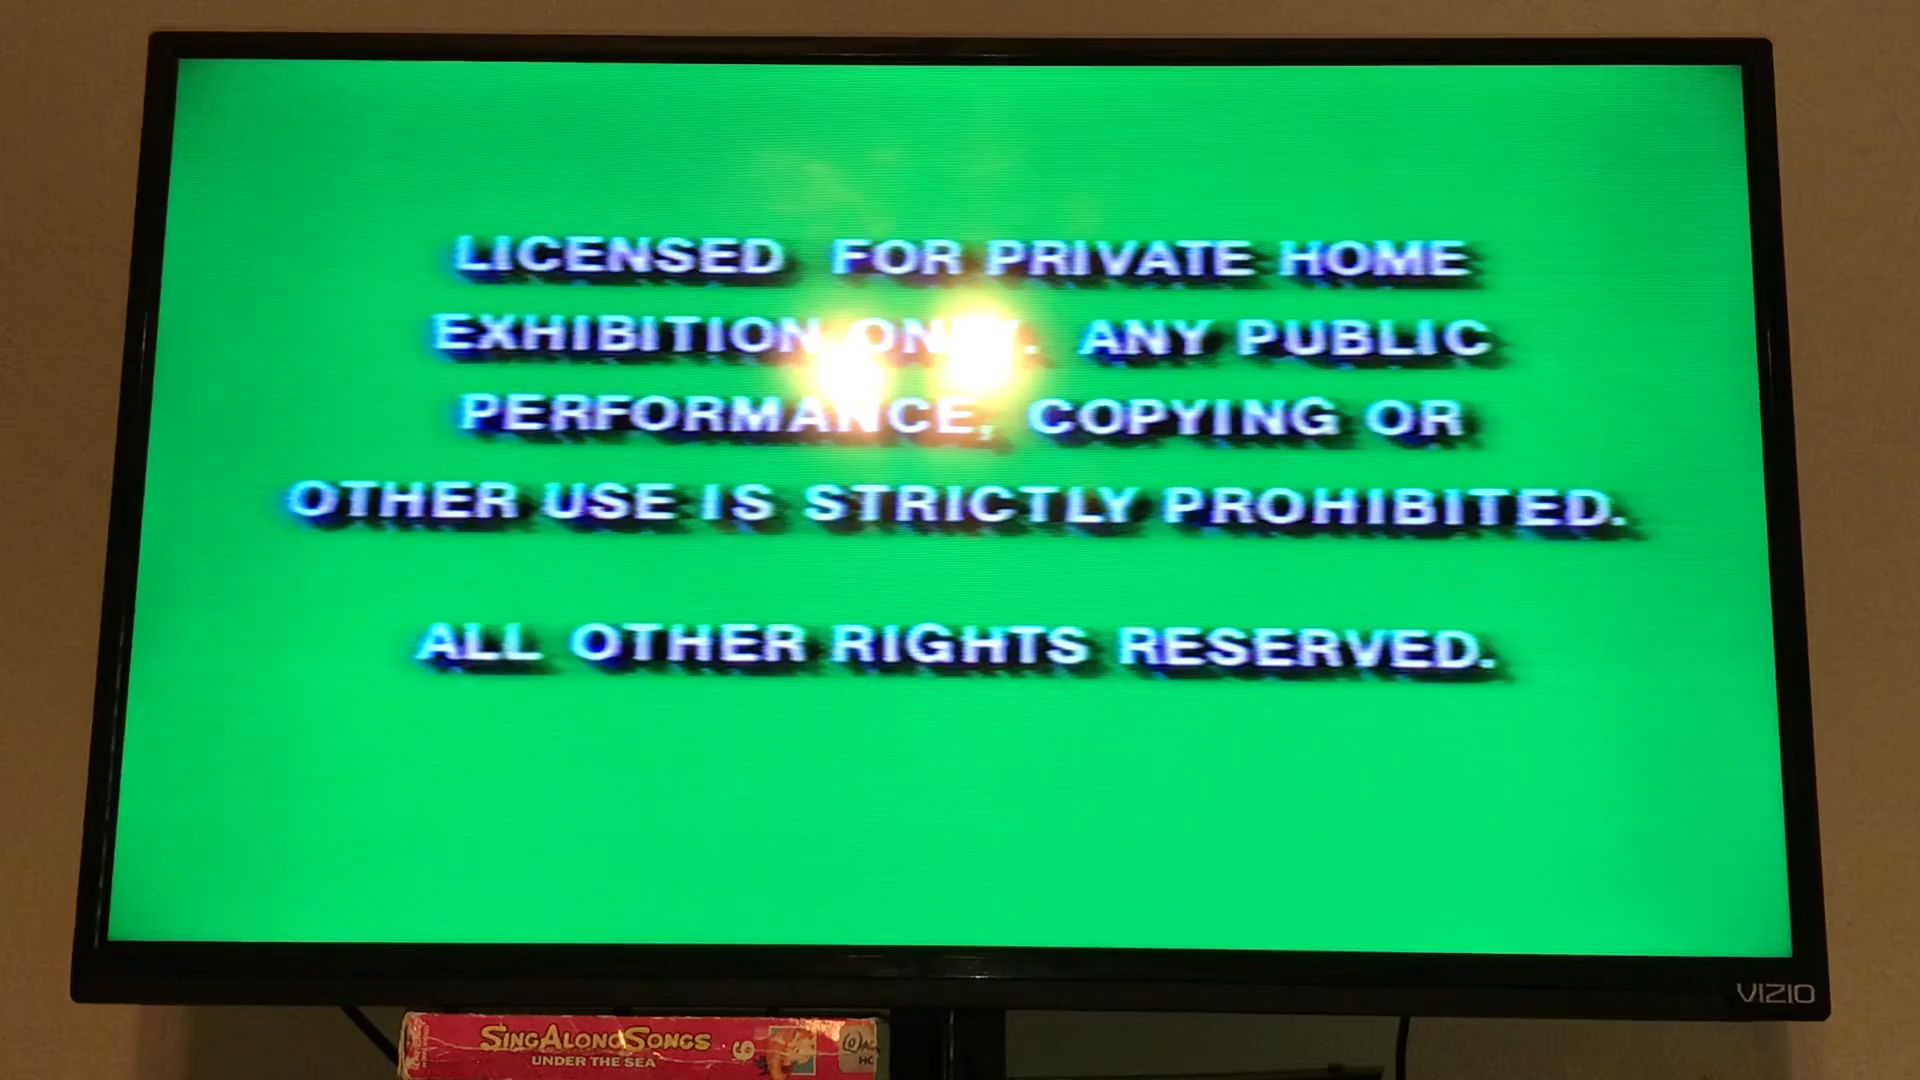 LICENSED FOR PRIVATE HOME
EXHIBITION ANY PUBLIC
PERFORMANCE, COPYING OR
OTHER USE IS STRICTLY PROHIBITED.
ALL OTHER RIGHTS RESERVED.
VIZIO
SING ALONG SONGS
UNDER THE SEA